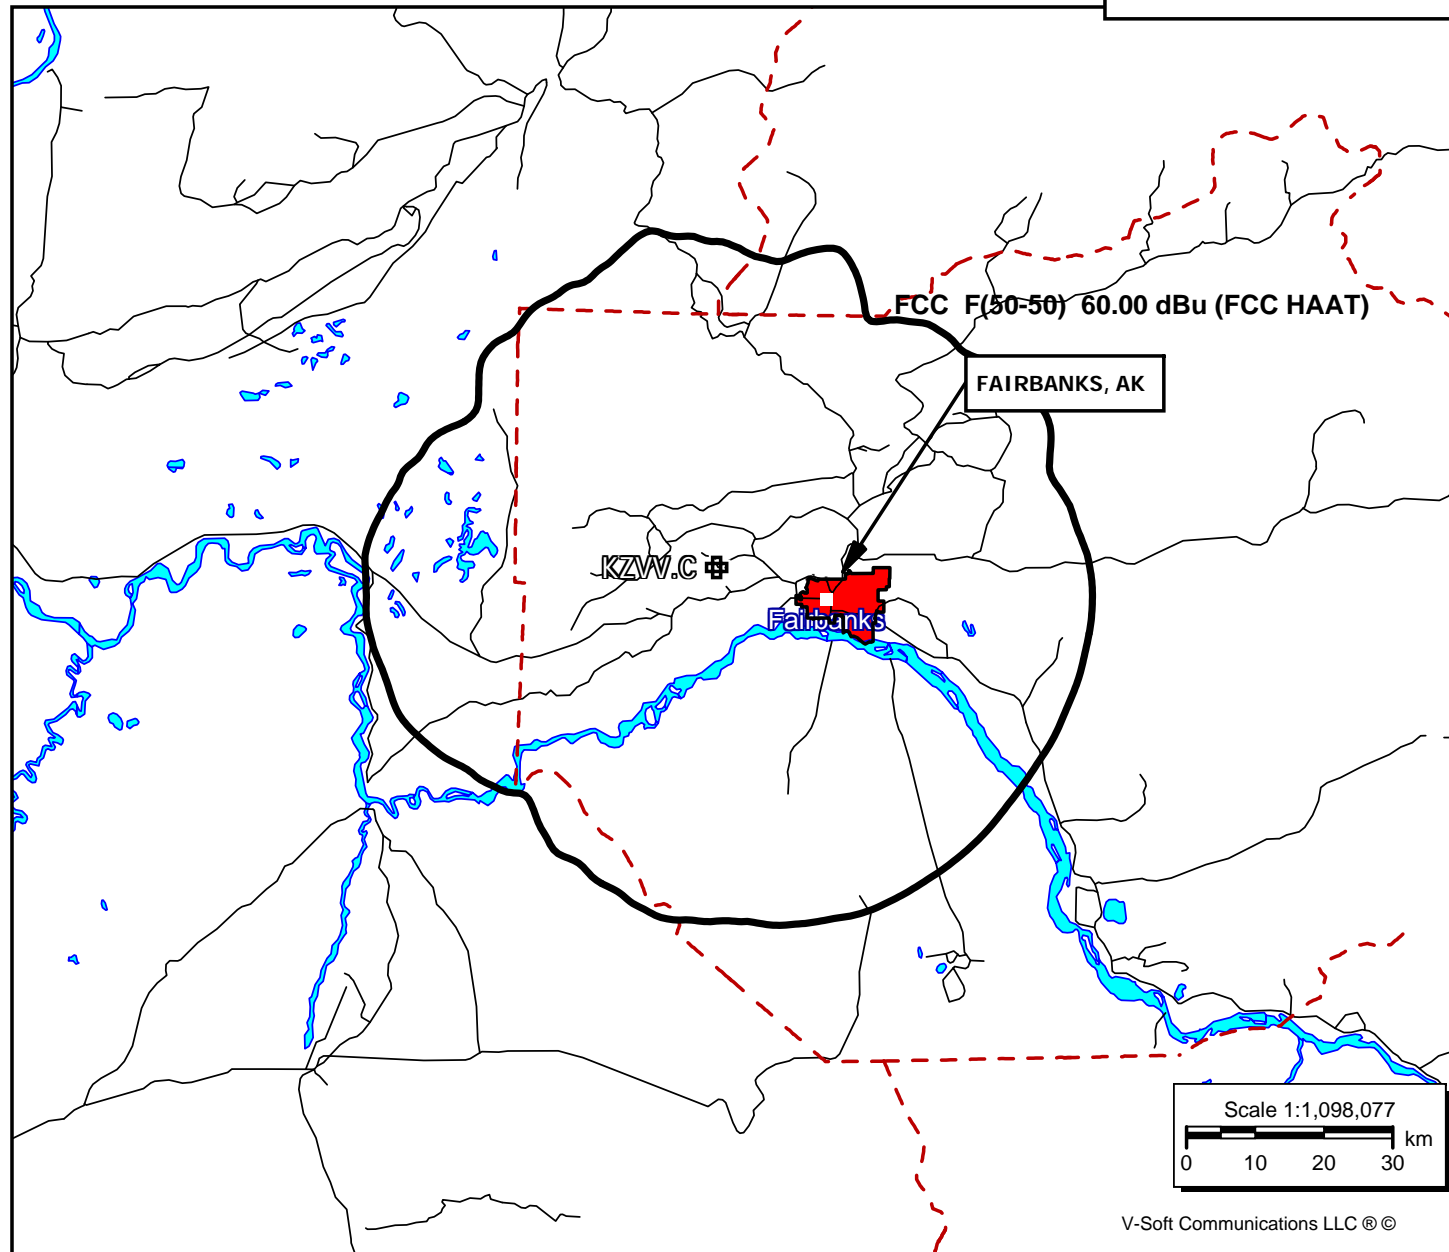 FCC F(50-50) 60.00 dBu (FCC HAAT)
FAIRBANKS, AK
KZVV.C
Fairbanks
Scale 1:1,098,077
km
0 10 20 30
V-Soft Communications LLC ® ©